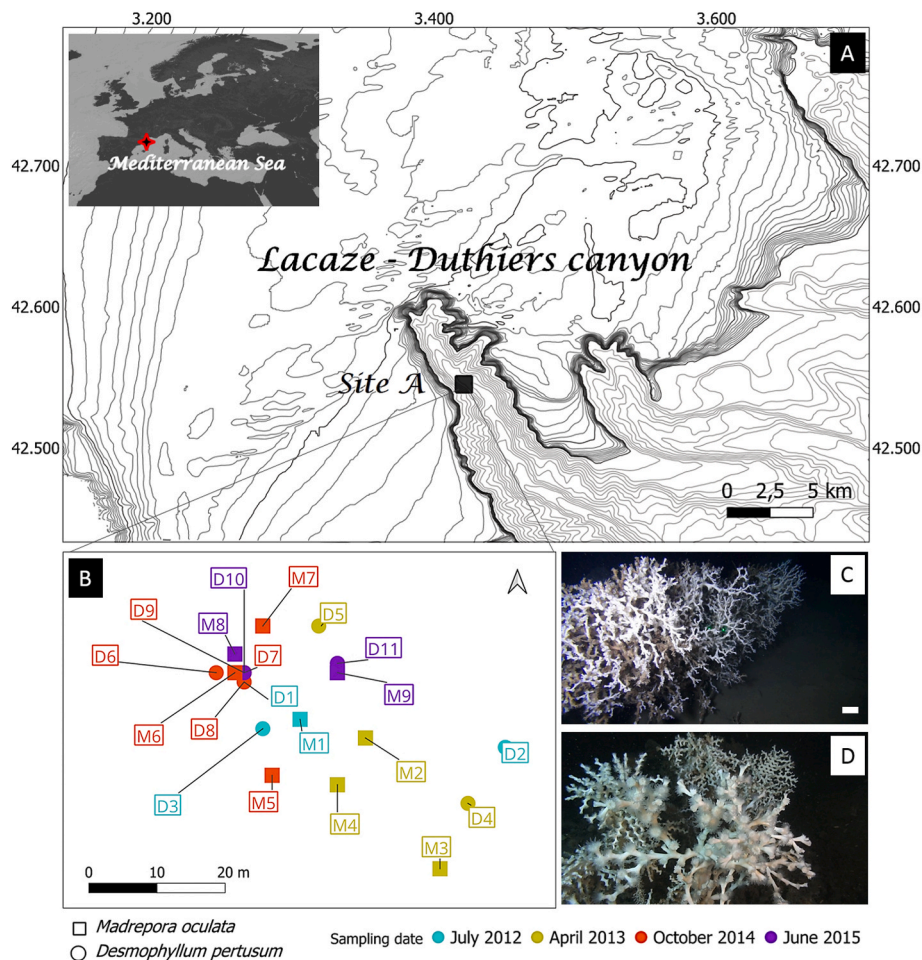 3.200 3.400 3.600
A
Mediterranean Sea
42.700 42.700
Lacaze - Duthiers canyon
42.600 42.600
Site A
42.500 42.500
0 2,5 5 km
B
D10
M7
D9
M8
D5
D6
D7
D11
D1
M9
M6
D8
M1
M2
D2
D3
M5
M4
D4
M3
0 10 20 m
C
D
Madrepora oculata
Desmophyllum pertusum
Sampling date July 2012 April 2013 October 2014 June 2015